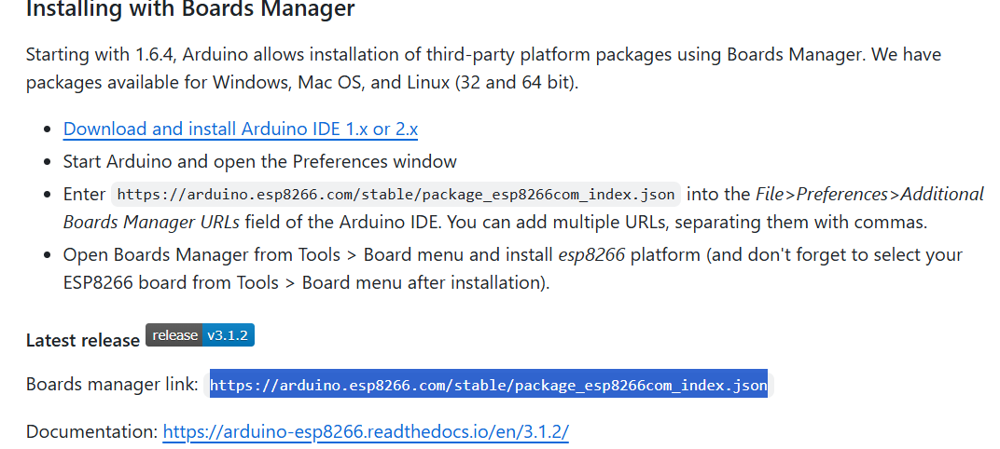 Installing with Boards Manager
Starting with 1.6.4, Arduino allows installation of third-party platform packages using Boards Manager. We have
packages available for Windows, Mac OS, and Linux (32 and 64 bit).
Download and install Arduino IDE 1.x or 2.x
Start Arduino and open the Preferences window
Enter https://arduino.esp8266.com/stable/package_esp8266com_index.json into the File>Preferences>Additional
Boards Manager URLs field of the Arduino IDE. You can add multiple URLs, separating them with commas.
Open Boards Manager from Tools > Board menu and install esp8266 platform (and don't forget to select your
ESP8266 board from Tools > Board menu after installation).
Latest release release v3.1.2
Boards manager link: https://arduino.esp8266.com/stable/package_esp8266com_index.json
Documentation: https://arduino-esp8266.readthedocs.io/en/3.1.2/